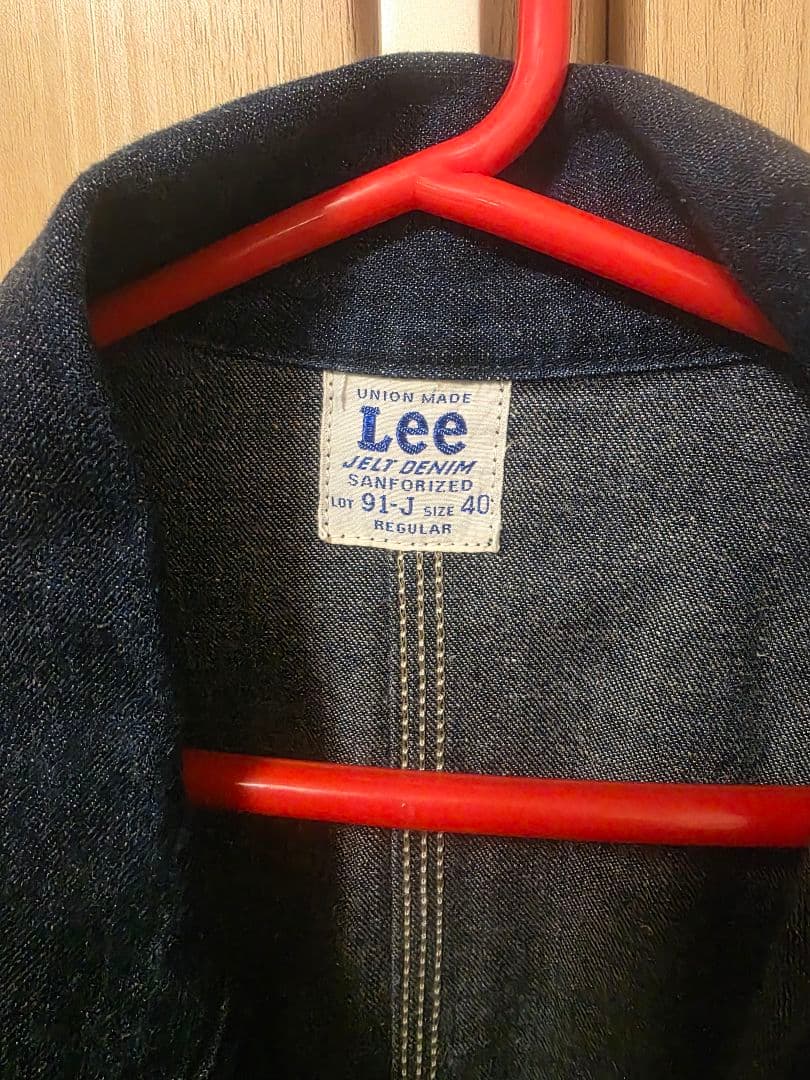 UNION MADE
Lee
JELT DENIM
SANFORIZED
LOT 91-J SIZE 40
REGULAR